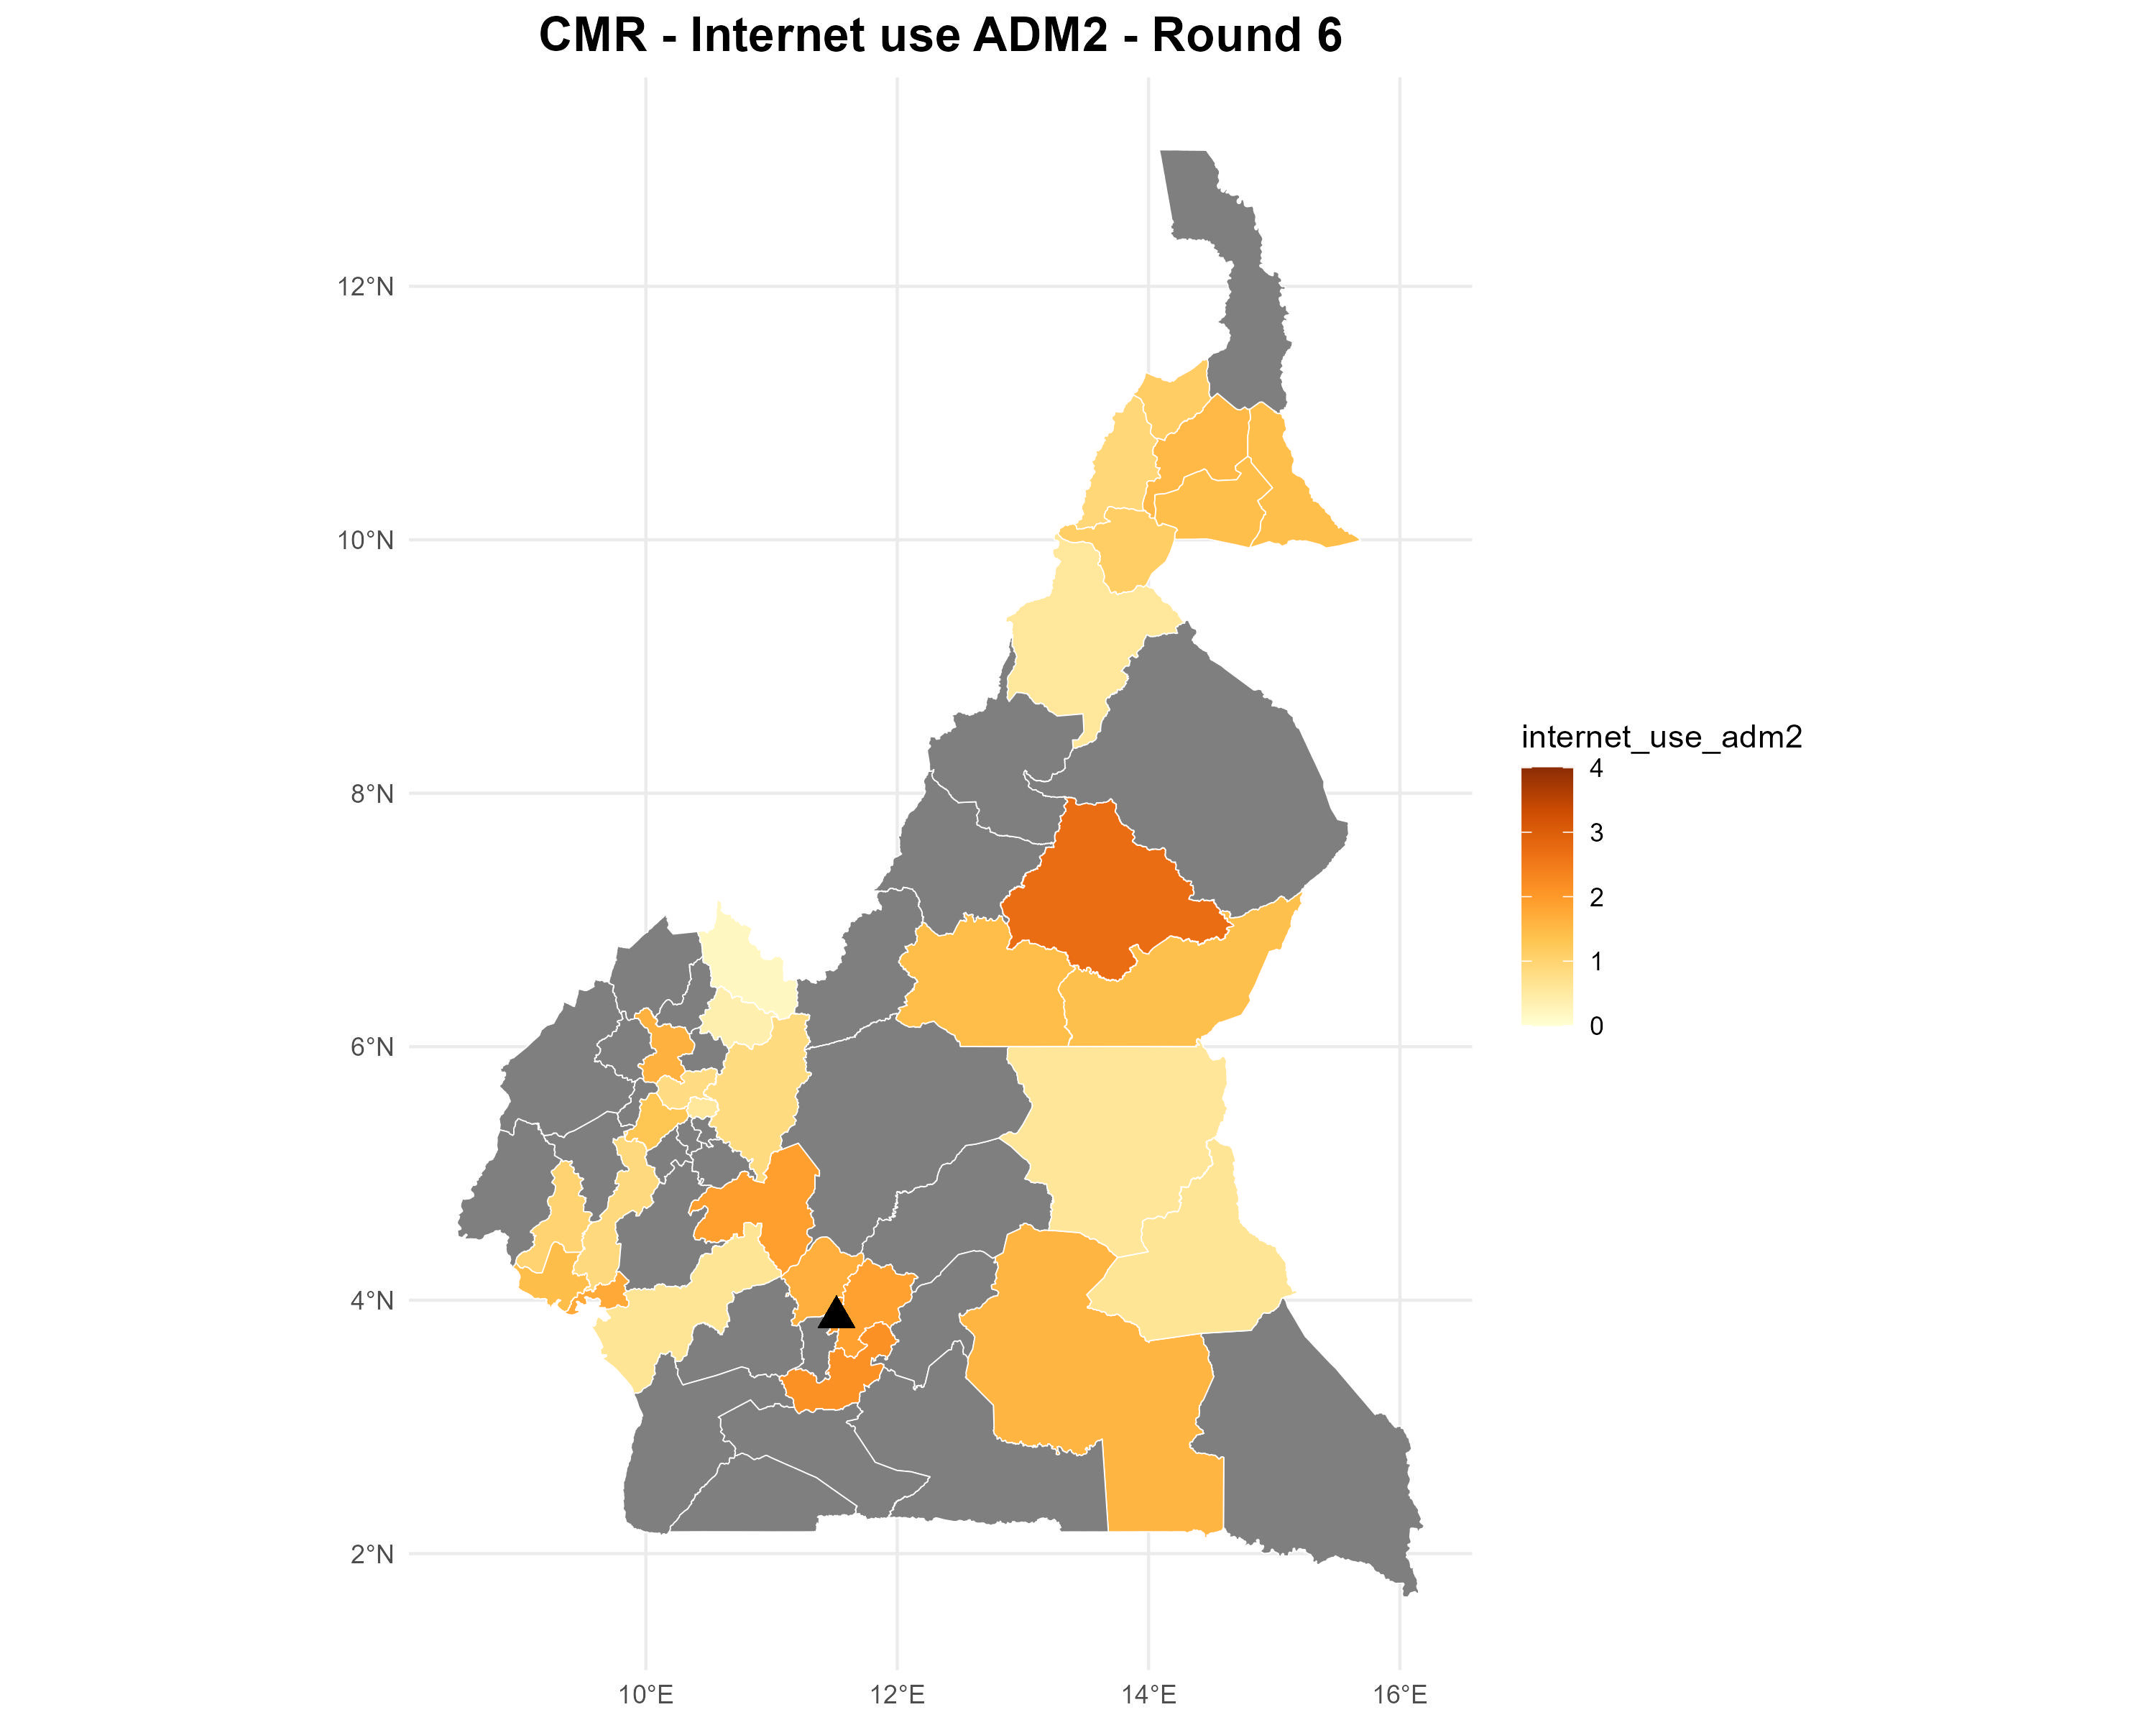 CMR - Internet use ADM2 - Round 6
12°N
10°N
8°N
6°N
4°N
2°N
10°E
12°E
14°E
16°E
internet_use_adm2
4
3
2
1
0